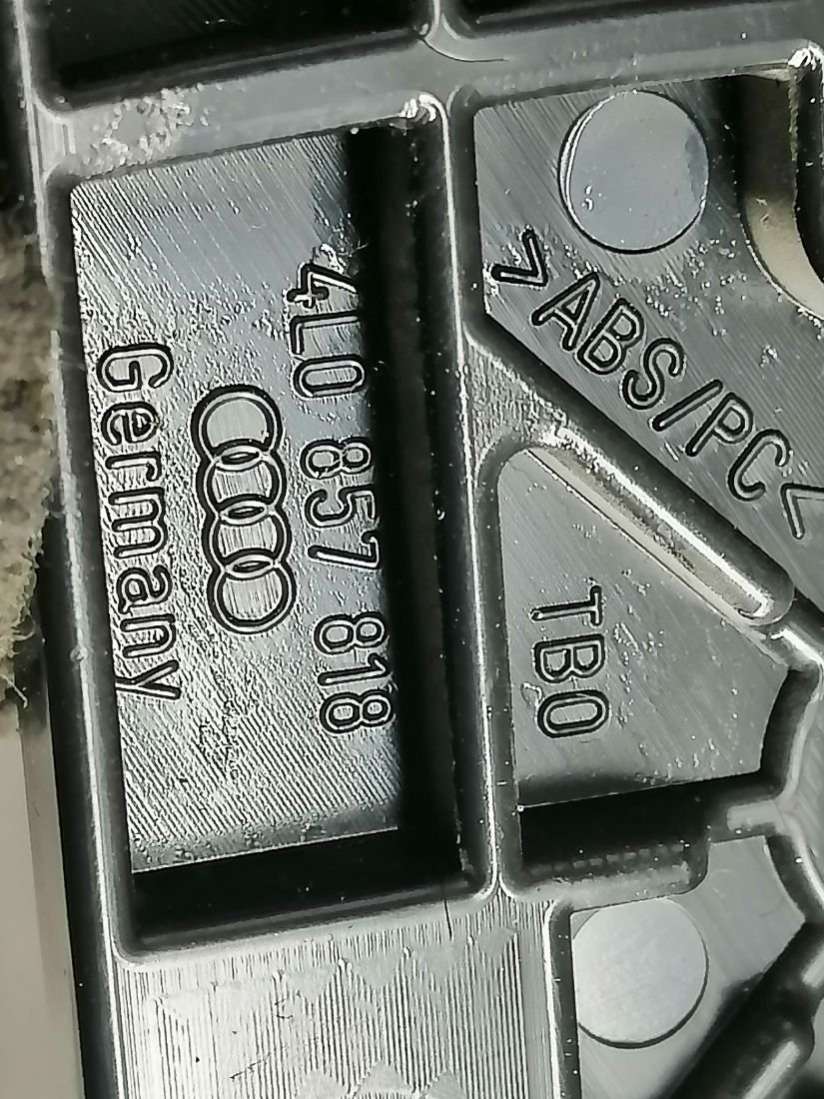 4L0 857 818
Germany
>ABS/PC<
TB0